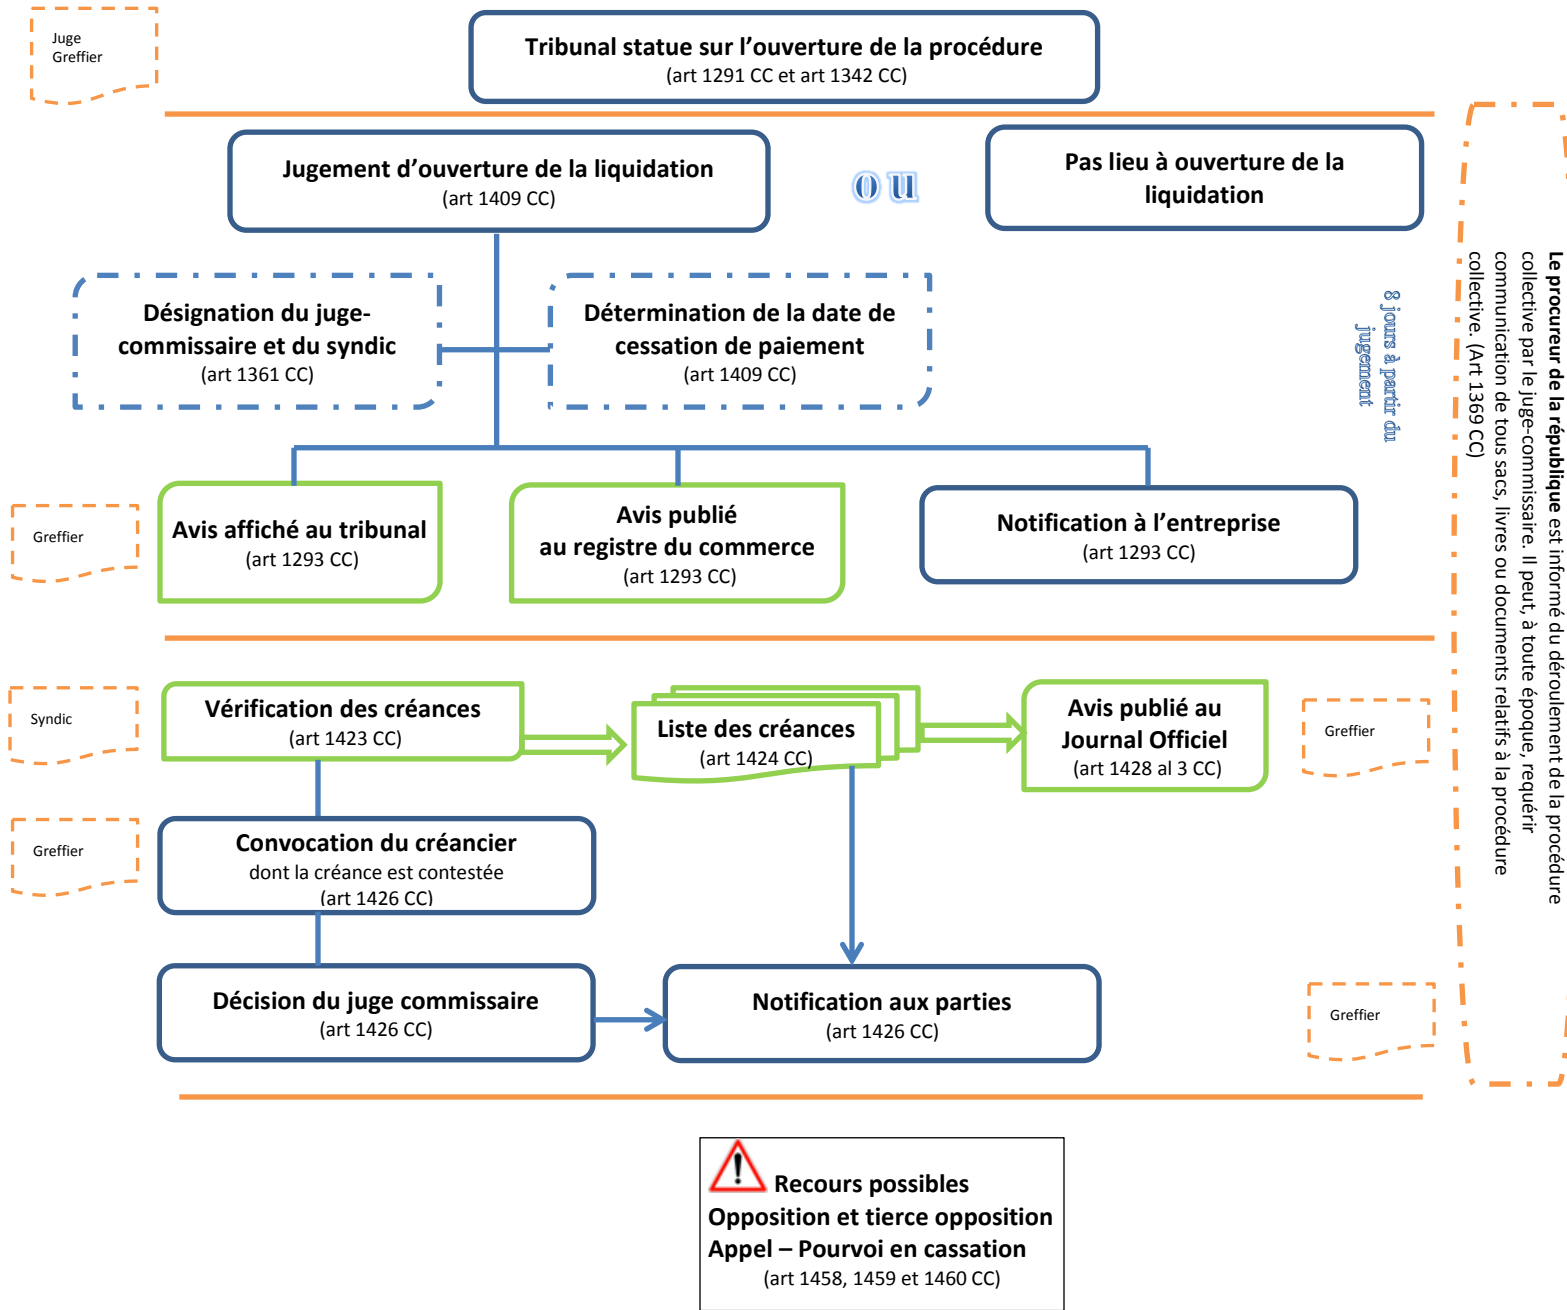 Juge
Greffier
Tribunal statue sur l’ouverture de la procédure
(art 1291 CC et art 1342 CC)
Jugement d’ouverture de la liquidation
(art 1409 CC)
ou
Pas lieu à ouverture de la
liquidation
Désignation du juge-
commissaire et du syndic
(art 1361 CC)
Détermination de la date de
cessation de paiement
(art 1409 CC)
8 jours à partir du
jugement
Le procureur de la république est informé du déroulement de la procédure
collective par le juge-commissaire. Il peut, à toute époque, requérir
communication de tous sacs, livres ou documents relatifs à la procédure
collective. (Art 1369 CC)
Greffier
Avis affiché au tribunal
(art 1293 CC)
Avis publié
au registre du commerce
(art 1293 CC)
Notification à l’entreprise
(art 1293 CC)
Syndic
Vérification des créances
(art 1423 CC)
Liste des créances
(art 1424 CC)
Avis publié au
Journal Officiel
(art 1428 al 3 CC)
Greffier
Greffier
Convocation du créancier
dont la créance est contestée
(art 1426 CC)
Décision du juge commissaire
(art 1426 CC)
Notification aux parties
(art 1426 CC)
Greffier
Recours possibles
Opposition et tierce opposition
Appel – Pourvoi en cassation
(art 1458, 1459 et 1460 CC)